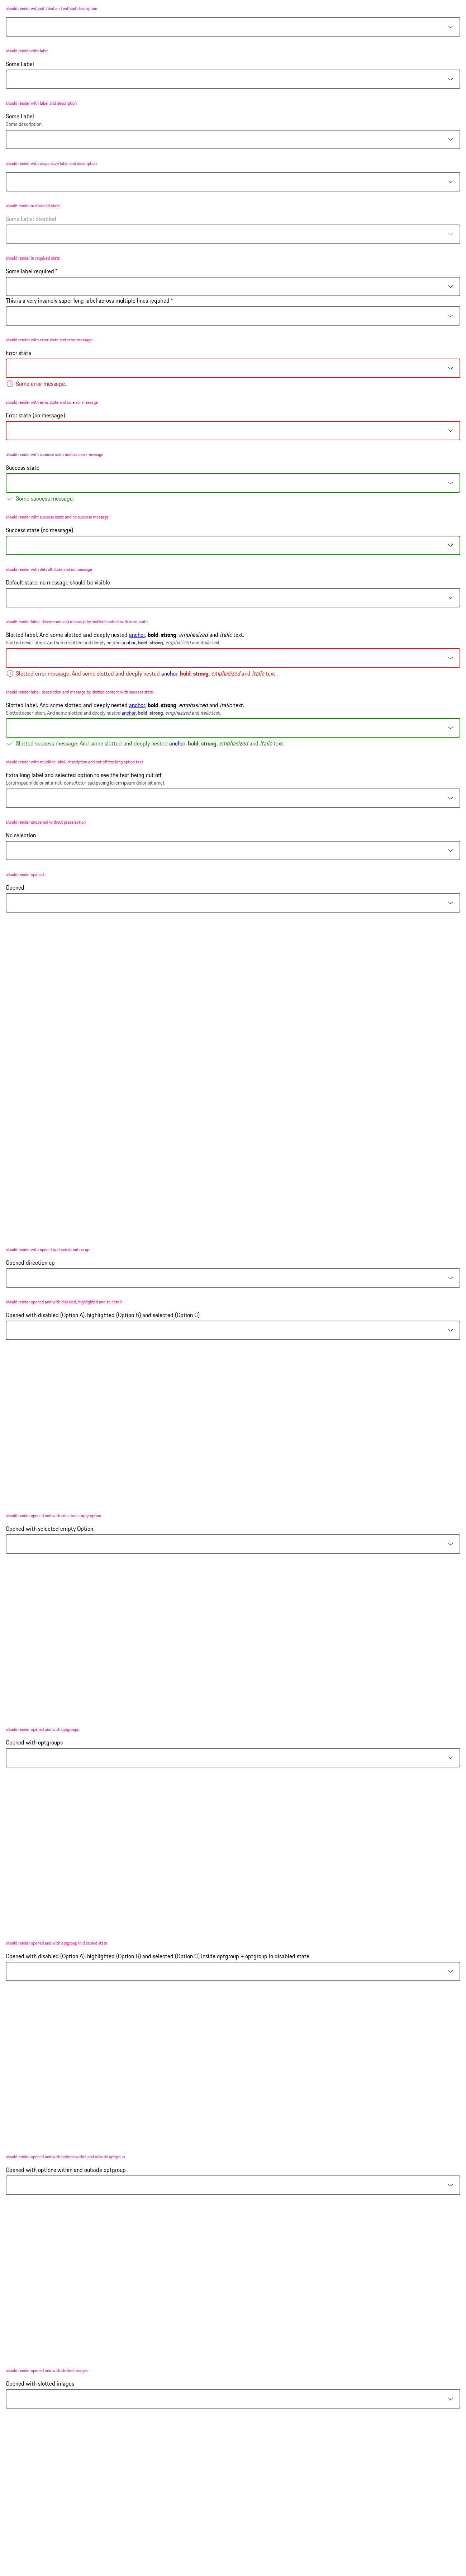 should render without label and without description
should render with label
Some Label
should render with label and description
Some Label
Some description
should render with responsive label and description
should render in disabled state
Some Label disabled
should render in required state
Some label required *
This is a very insanely super long label across multiple lines required *
should render with error state and error message
Error state
Some error message.
should render with error state and no error message
Error state (no message)
should render with success state and success message
Success state
Some success message.
should render with success state and no success message
Success state (no message)
should render with default state and no message
Default state, no message should be visible
should render label, description and message by slotted content with error state
Slotted label. And some slotted and deeply nested anchor, bold, strong, emphasized and italic text.
Slotted description. And some slotted and deeply nested anchor, bold, strong, emphasized and italic text.
Slotted error message. And some slotted and deeply nested anchor, bold, strong, emphasized and italic text.
should render label, description and message by slotted content with success state
Slotted label. And some slotted and deeply nested anchor, bold, strong, emphasized and italic text.
Slotted description. And some slotted and deeply nested anchor, bold, strong, emphasized and italic text.
Slotted success message. And some slotted and deeply nested anchor, bold, strong, emphasized and italic text.
should render with multiline label, description and cut off too long option text
Extra long label and selected option to see the text being cut off
Lorem ipsum dolor sit amet, consetetur sadipscing lorem ipsum dolor sit amet
should render unopened without preselection
No selection
should render opened
Opened
should render with open dropdown direction up
Opened direction up
should render opened and with disabled, highlighted and selected
Opened with disabled (Option A), highlighted (Option B) and selected (Option C)
should render opened and with selected empty option
Opened with selected empty Option
should render opened and with optgroups
Opened with optgroups
should render opened and with optgroup in disabled state
Opened with disabled (Option A), highlighted (Option B) and selected (Option C) inside optgroup + optgroup in disabled state
should render opened and with options within and outside optgroup
Opened with options within and outside optgroup
should render opened and with slotted images
Opened with slotted images